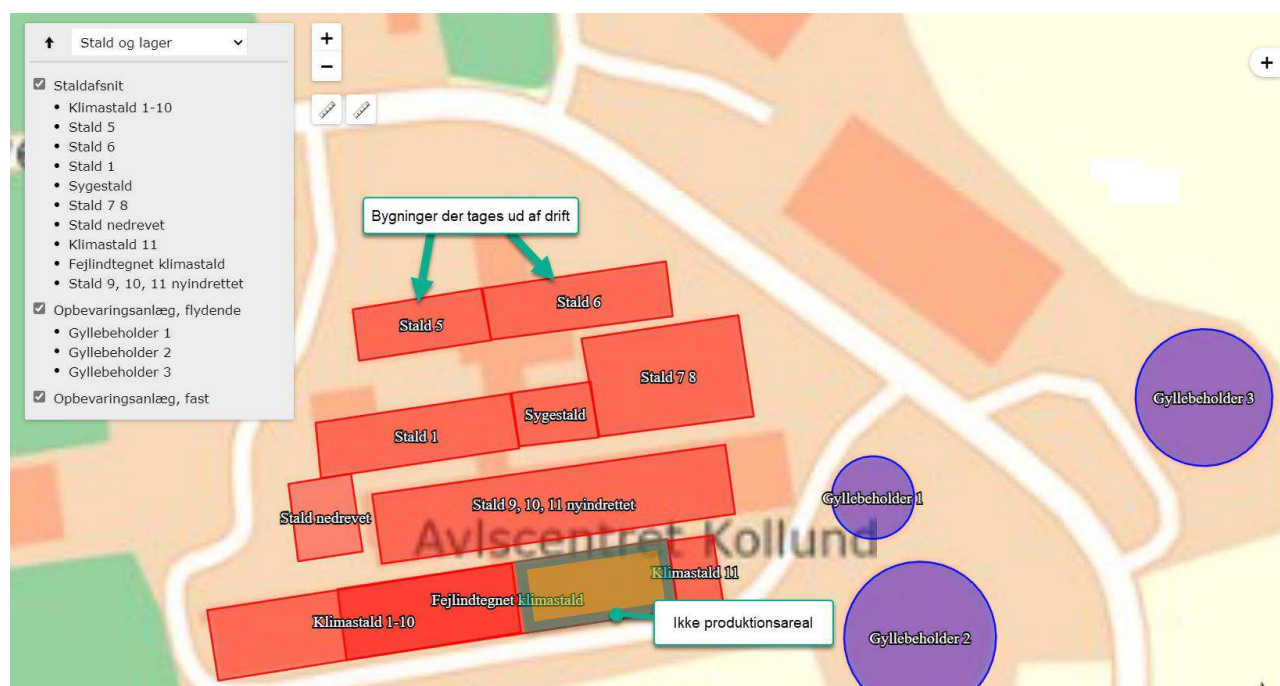 Stald og lager
Staldafsnit
Klimastald 1-10
Stald 5
Stald 6
Stald 1
Sygestald
Stald 7 8
Stald nedrevet
Klimastald 11
Fejlindtegnet klimastald
Stald 9, 10, 11 nyindrettet
Opbevaringsanlæg, flydende
Gyllebeholder 1
Gyllebeholder 2
Gyllebeholder 3
Opbevaringsanlæg, fast
+
−
+
Bygninger der tages ud af drift
Stald 6
Stald 5
Stald 7 8
Gyllebeholder 3
Sygestald
Stald 1
Stald 9, 10, 11 nyindrettet
Gyllebeholder 1
Stald nedrevet
Avlscentret Kollund
Klimastald 11
Fejlindtegnet klimastald
Klimastald 1-10
Ikke produktionsareal
Gyllebeholder 2